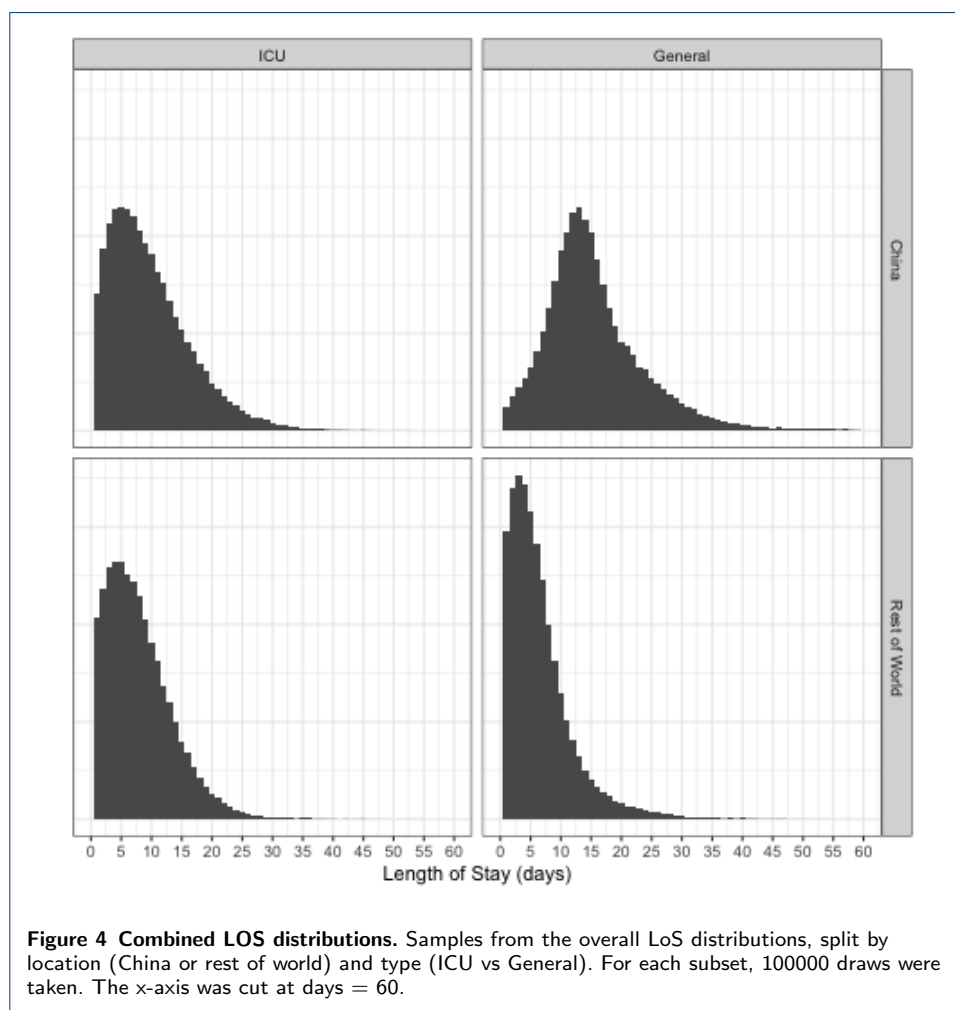 ICU
General
China
Rest of World
0 5 10 15 20 25 30 35 40 45 50 55 60
0 5 10 15 20 25 30 35 40 45 50 55 60
Length of Stay (days)
Figure 4 Combined LOS distributions. Samples from the overall LoS distributions, split by
location (China or rest of world) and type (ICU vs General). For each subset, 100000 draws were
taken. The x-axis was cut at days = 60.